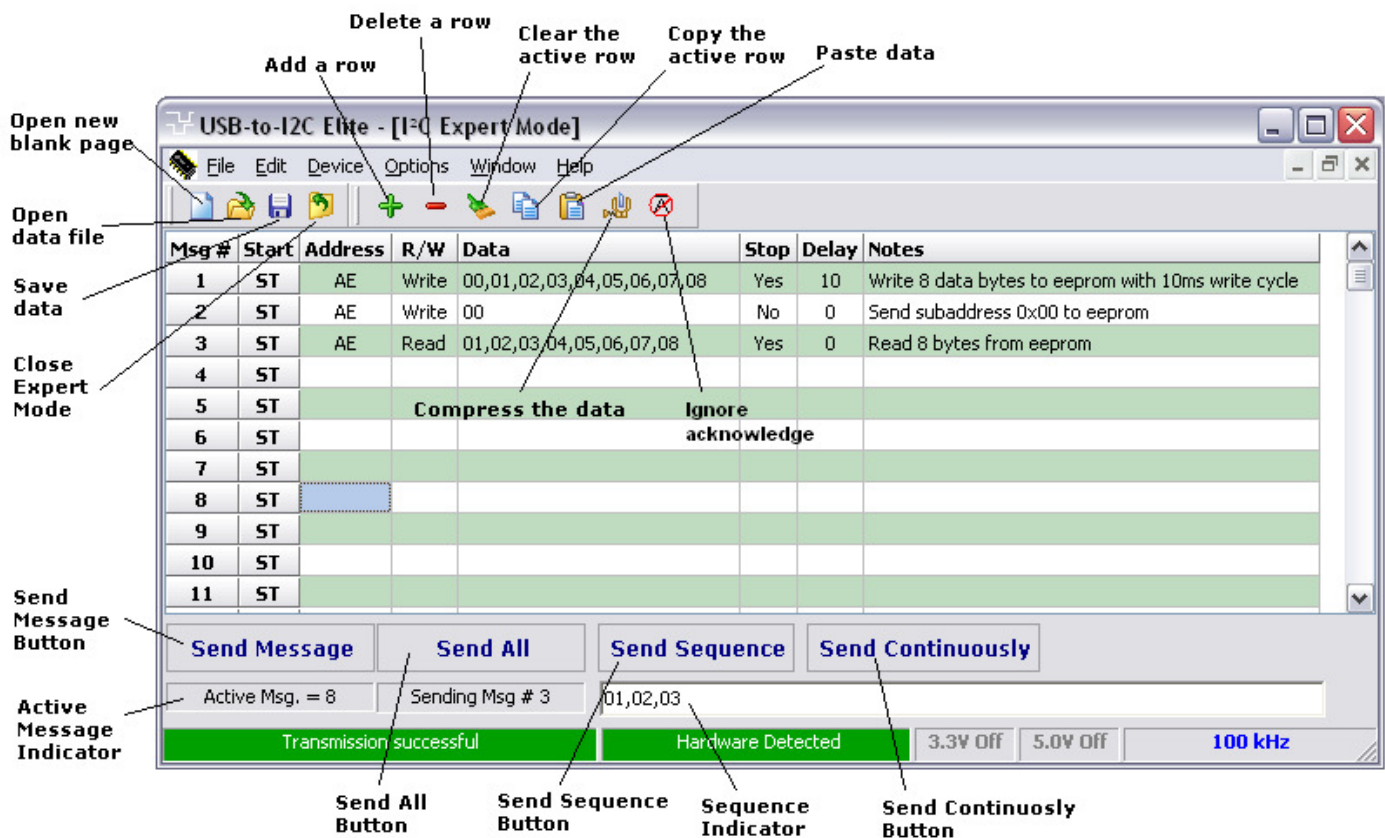 Delete a row
Clear the
active row
Copy the
active row
Paste data
Add a row
Open new
blank page
Open
data file
Save
data
Close
Expert
Mode
USB-to-I2C Elite - [I²C Expert Mode]
File Edit Device Options Window Help
Msg # Start Address R/W Data Stop Delay Notes
1 ST AE Write 00,01,02,03,04,05,06,07,08 Yes 10 Write 8 data bytes to eeprom with 10ms write cycle
2 ST AE Write 00 No 0 Send subaddress 0x00 to eeprom
3 ST AE Read 01,02,03,04,05,06,07,08 Yes 0 Read 8 bytes from eeprom
4 ST
5 ST
6 ST
7 ST
8 ST
9 ST
10 ST
11 ST
Compress the data
Ignore
acknowledge
Send
Message
Button
Send Message Send All Send Sequence Send Continuously
Active
Message
Indicator
Active Msg. = 8 Sending Msg # 3 01,02,03
Transmission successful Hardware Detected 3.3V Off 5.0V Off 100 kHz
Send All
Button
Send Sequence
Button
Sequence
Indicator
Send Continuosly
Button